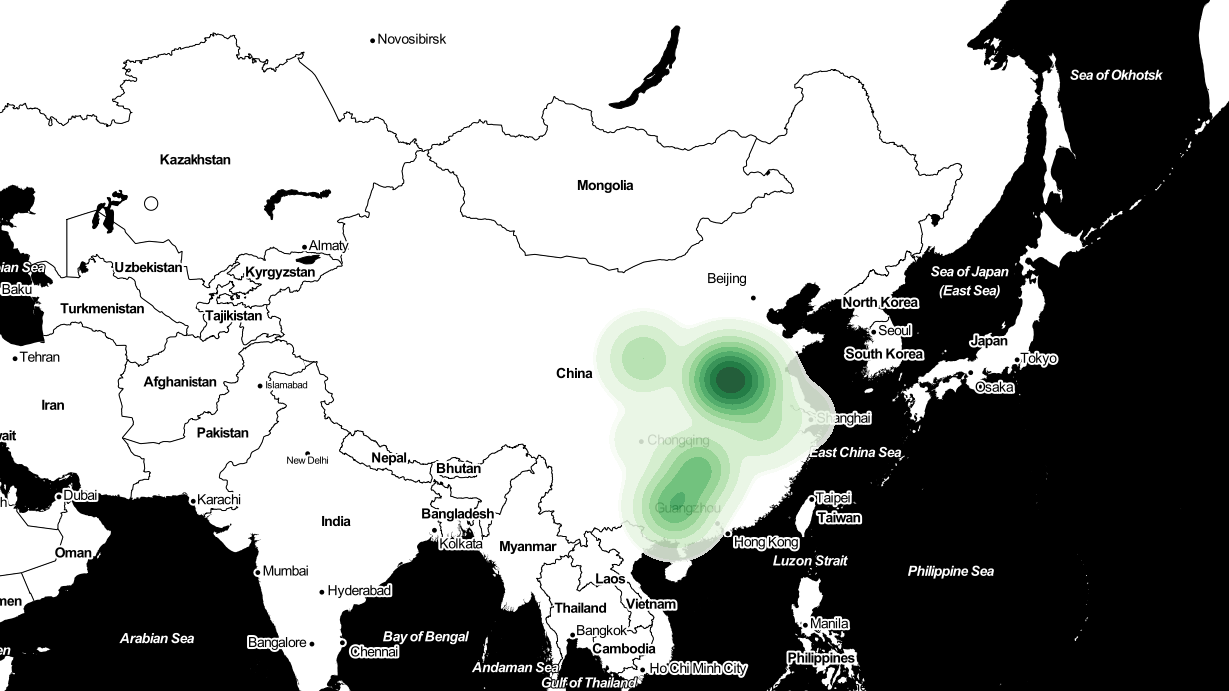 Novosibirsk
Sea of Okhotsk
Kazakhstan
Mongolia
Almaty
ian Sea
Uzbekistan
Kyrgyzstan
Sea of Japan
(East Sea)
Beijing
Baku
Turkmenistan
Tajikistan
North Korea
Seoul
South Korea
Japan
Tokyo
Tehran
China
Afghanistan
Islamabad
Osaka
Iran
Shanghai
Pakistan
wait
Chongqing
New Delhi
Nepal
Bhutan
East China Sea
Dubai
Karachi
Taipei
Taiwan
Guangzhou
Bangladesh
India
Kolkata
Myanmar
Hong Kong
Oman
Luzon Strait
Mumbai
Philippine Sea
Laos
Hyderabad
men
Thailand
Vietnam
Manila
Arabian Sea
Bay of Bengal
Bangkok
Bangalore
Chennai
Cambodia
en
Philippines
Andaman Sea
Ho Chi Minh City
Gulf of Thailand